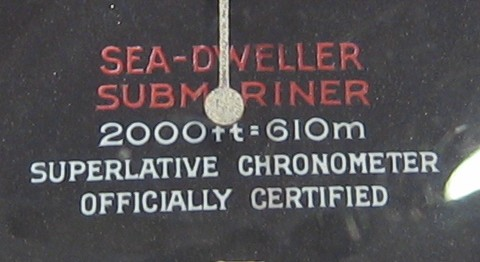 SEA-DWELLER
SUBMARINER
2000ft=610m
SUPERLATIVE CHRONOMETER
OFFICIALLY CERTIFIED